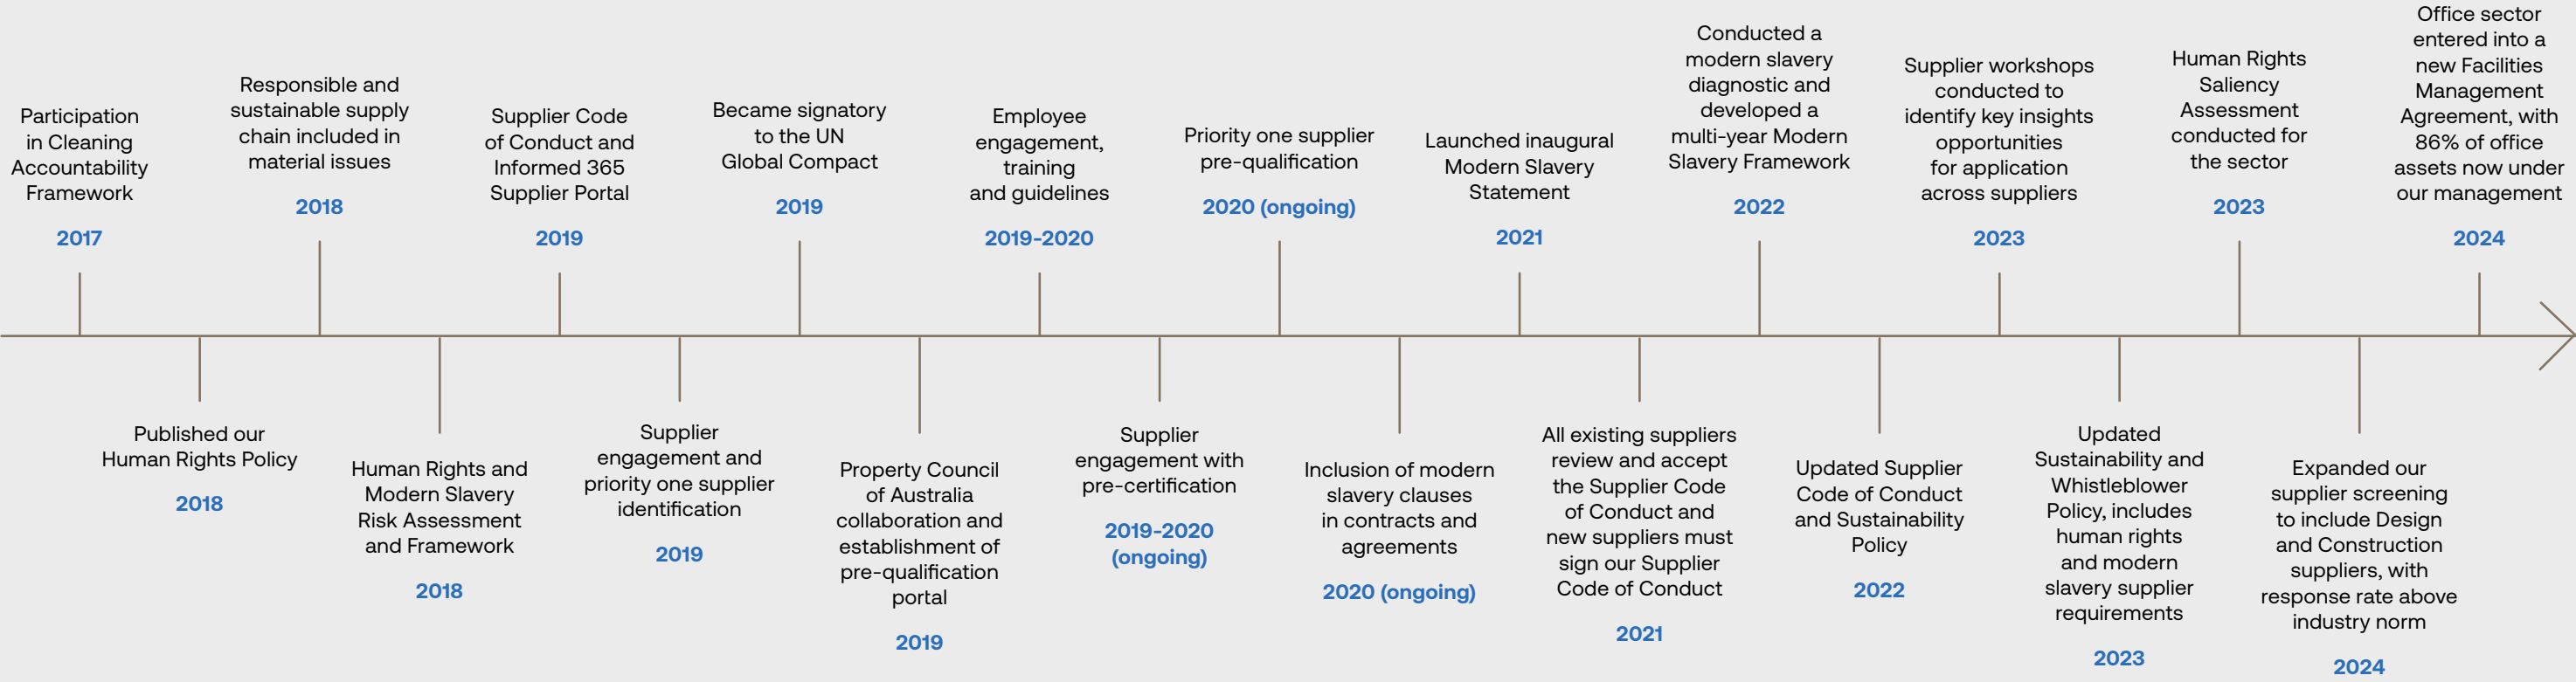 Participation
in Cleaning
Accountability
Framework
2017
Published our
Human Rights Policy
2018
Responsible and
sustainable supply
chain included in
material issues
2018
Human Rights and
Modern Slavery
Risk Assessment
and Framework
2018
Supplier Code
of Conduct and
Informed 365
Supplier Portal
2019
Supplier
engagement and
priority one supplier
identification
2019
Became signatory
to the UN
Global Compact
2019
Property Council
of Australia
collaboration and
establishment of
pre-qualification
portal
2019
Employee
engagement,
training
and guidelines
2019-2020
Supplier
engagement with
pre-certification
2019-2020
(ongoing)
Priority one supplier
pre-qualification
2020 (ongoing)
Inclusion of modern
slavery clauses
in contracts and
agreements
2020 (ongoing)
Launched inaugural
Modern Slavery
Statement
2021
All existing suppliers
review and accept
the Supplier Code
of Conduct and
new suppliers must
sign our Supplier
Code of Conduct
2021
Conducted a
modern slavery
diagnostic and
developed a
multi-year Modern
Slavery Framework
2022
Updated Supplier
Code of Conduct
and Sustainability
Policy
2022
Supplier workshops
conducted to
identify key insights
opportunities
for application
across suppliers
2023
Updated
Sustainability and
Whistleblower
Policy, includes
human rights
and modern
slavery supplier
requirements
2023
Human Rights
Saliency
Assessment
conducted for
the sector
2023
Expanded our
supplier screening
to include Design
and Construction
suppliers, with
response rate above
industry norm
2024
Office sector
entered into a
new Facilities
Management
Agreement, with
86% of office
assets now under
our management
2024